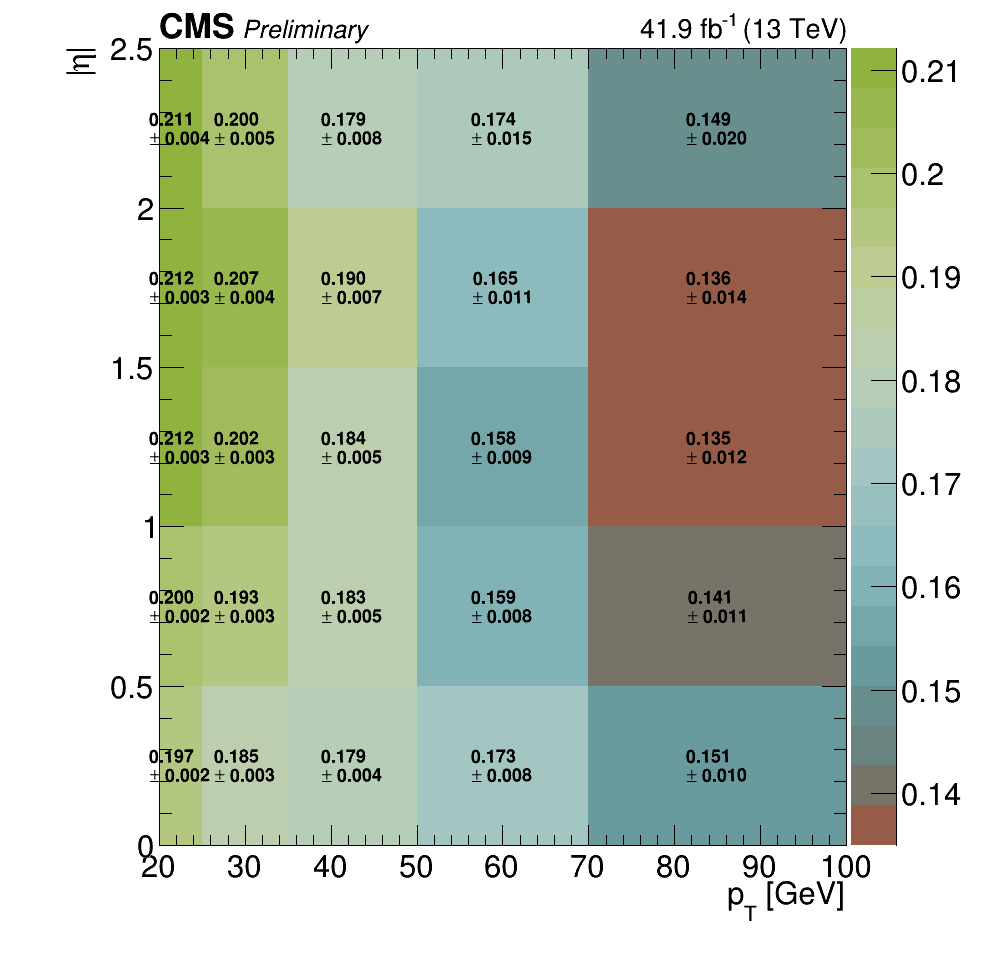 CMS Preliminary 41.9 fb⁻¹ (13 TeV)
|η|
2.5
0.211 0.200 0.179 0.174 0.149
± 0.004 ± 0.005 ± 0.008 ± 0.015 ± 0.020
2
0.212 0.207 0.190 0.165 0.136
± 0.003 ± 0.004 ± 0.007 ± 0.011 ± 0.014
1.5
0.212 0.202 0.184 0.158 0.135
± 0.003 ± 0.003 ± 0.005 ± 0.009 ± 0.012
1
0.200 0.193 0.183 0.159 0.141
± 0.002 ± 0.003 ± 0.005 ± 0.008 ± 0.011
0.5
0.197 0.185 0.179 0.173 0.151
± 0.002 ± 0.003 ± 0.004 ± 0.008 ± 0.010
0
20 30 40 50 60 70 80 90 100
p_T [GeV]
0.21
0.2
0.19
0.18
0.17
0.16
0.15
0.14